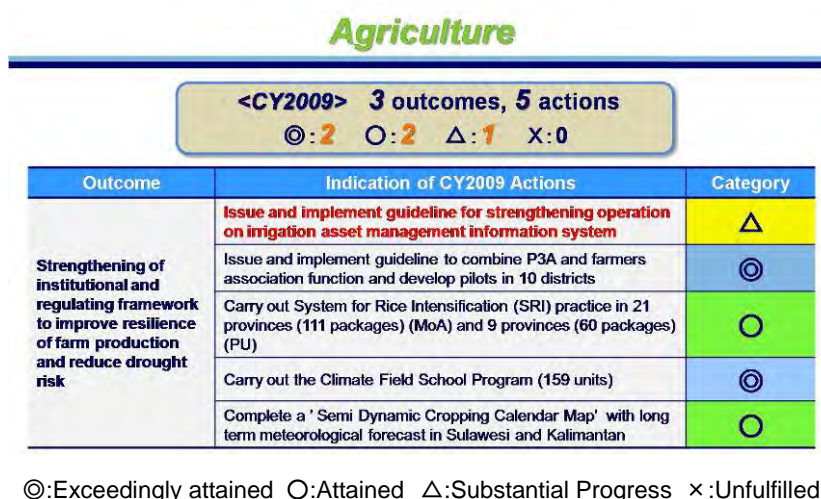 Agriculture
<CY2009> 3 outcomes, 5 actions
◎:2 ○:2 △:1 X:0
Outcome Indication of CY2009 Actions Category
Strengthening of
institutional and
regulating framework
to improve resilience
of farm production
and reduce drought
risk
Issue and implement guideline for strengthening operation
on irrigation asset management information system
△
Issue and implement guideline to combine P3A and farmers
association function and develop pilots in 10 districts
◎
Carry out System for Rice Intensification (SRI) practice in 21
provinces (111 packages) (MoA) and 9 provinces (60 packages)
(PU)
○
Carry out the Climate Field School Program (159 units)
◎
Complete a ' Semi Dynamic Cropping Calendar Map' with long
term meteorological forecast in Sulawesi and Kalimantan
○
◎:Exceedingly attained ○:Attained △:Substantial Progress ×:Unfulfilled